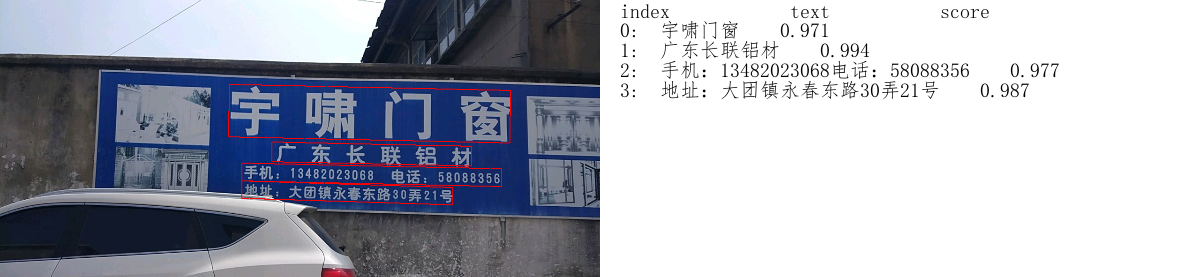 宇啸门窗
广东长联铝材
手机：13482023068 电话：58088356
地址：大团镇永春东路30弄21号
index text score
0: 宇啸门窗 0.971
1: 广东长联铝材 0.994
2: 手机：13482023068电话：58088356 0.977
3: 地址：大团镇永春东路30弄21号 0.987